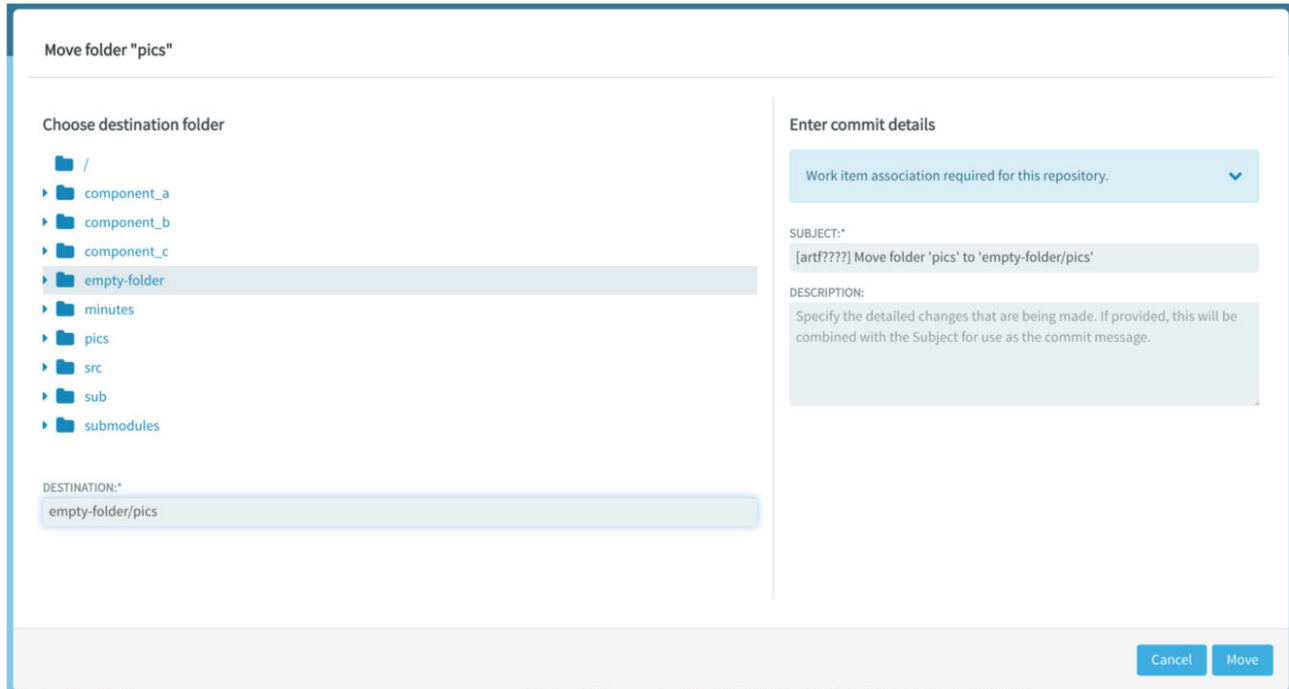 Move folder "pics"
Choose destination folder
/
component_a
component_b
component_c
empty-folder
minutes
pics
src
sub
submodules
DESTINATION:*
empty-folder/pics
Enter commit details
Work item association required for this repository.
SUBJECT:*
[artf????] Move folder 'pics' to 'empty-folder/pics'
DESCRIPTION:
Specify the detailed changes that are being made. If provided, this will be
combined with the Subject for use as the commit message.
Cancel
Move